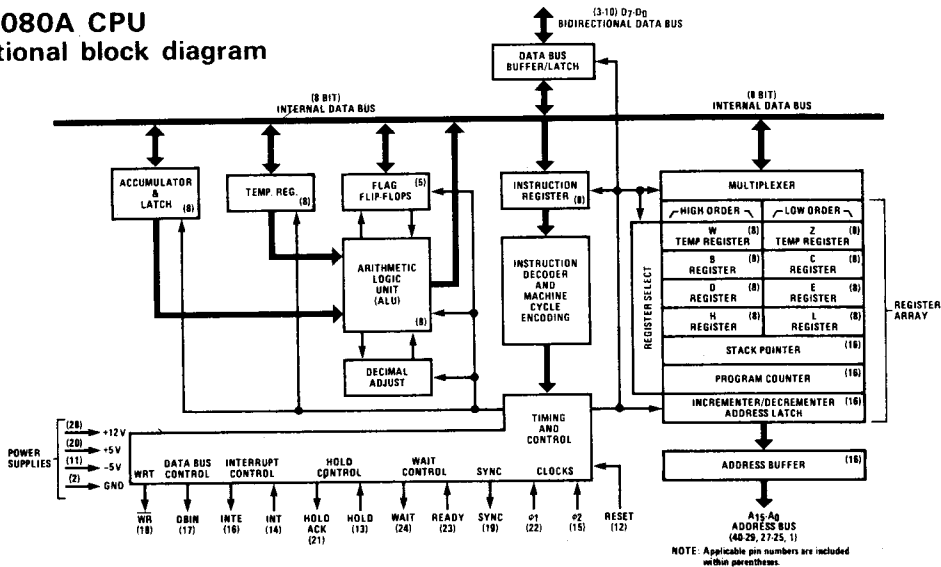 080A CPU
tional block diagram
(3-10) D7-D0
BIDIRECTIONAL DATA BUS
DATA BUS
BUFFER/LATCH
(8 BIT)
INTERNAL DATA BUS
(8 BIT)
INTERNAL DATA BUS
ACCUMULATOR
&
LATCH
(8)
TEMP. REG.
(8)
FLAG
FLIP-FLOPS
(5)
INSTRUCTION
REGISTER
(8)
MULTIPLEXER
HIGH ORDER
LOW ORDER
W (8)
TEMP REGISTER
Z (8)
TEMP REGISTER
B (8)
REGISTER
C (8)
REGISTER
D (8)
REGISTER
E (8)
REGISTER
H (8)
REGISTER
L (8)
REGISTER
STACK POINTER (16)
PROGRAM COUNTER (16)
INCREMENTER/DECREMENTER
ADDRESS LATCH
(16)
REGISTER SELECT
REGISTER
ARRAY
ARITHMETIC
LOGIC
UNIT
(ALU)
(8)
INSTRUCTION
DECODER
AND
MACHINE
CYCLE
ENCODING
DECIMAL
ADJUST
TIMING
AND
CONTROL
POWER
SUPPLIES
(28) +12V
(20) +5V
(11) -5V
(2) GND
WRT
DATA BUS
CONTROL
INTERRUPT
CONTROL
HOLD
CONTROL
WAIT
CONTROL
SYNC
CLOCKS
WR
(18)
DBIN
(17)
INTE
(16)
INT
(14)
HOLD
ACK
(21)
HOLD
(13)
WAIT
(24)
READY
(23)
SYNC
(19)
φ1
(22)
φ2
(15)
RESET
(12)
ADDRESS BUFFER (16)
A15-A0
ADDRESS BUS
(40-29, 27-25, 1)
NOTE: Applicable pin numbers are included
within parentheses.